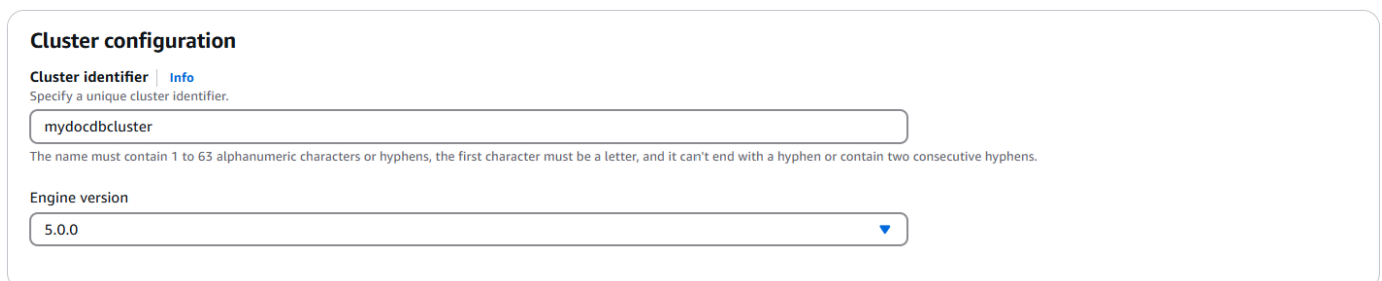 Cluster configuration
Cluster identifier Info
Specify a unique cluster identifier.
mydocdbcluster
The name must contain 1 to 63 alphanumeric characters or hyphens, the first character must be a letter, and it can't end with a hyphen or contain two consecutive hyphens.
Engine version
5.0.0